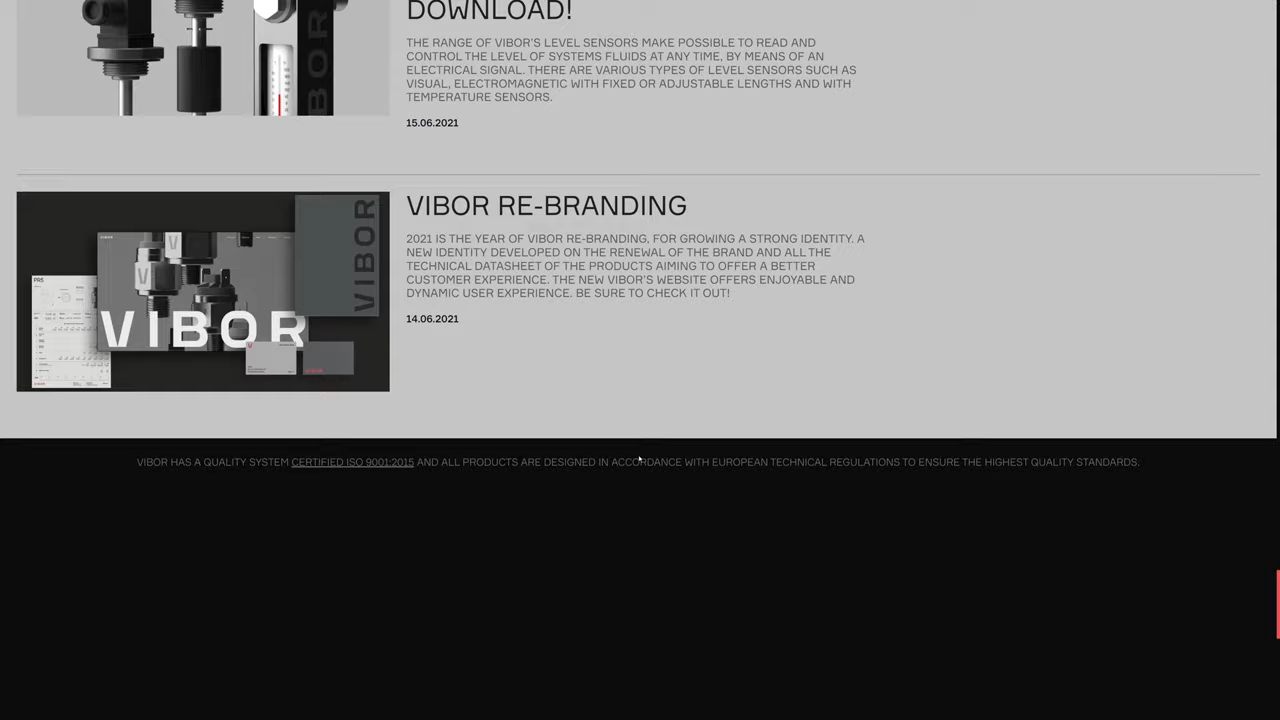 DOWNLOAD!
THE RANGE OF VIBOR'S LEVEL SENSORS MAKE POSSIBLE TO READ AND
CONTROL THE LEVEL OF SYSTEMS FLUIDS AT ANY TIME, BY MEANS OF AN
ELECTRICAL SIGNAL. THERE ARE VARIOUS TYPES OF LEVEL SENSORS SUCH AS
VISUAL, ELECTROMAGNETIC WITH FIXED OR ADJUSTABLE LENGTHS AND WITH
TEMPERATURE SENSORS.
15.06.2021
VIBOR RE-BRANDING
2021 IS THE YEAR OF VIBOR RE-BRANDING, FOR GROWING A STRONG IDENTITY. A
NEW IDENTITY DEVELOPED ON THE RENEWAL OF THE BRAND AND ALL THE
TECHNICAL DATASHEET OF THE PRODUCTS AIMING TO OFFER A BETTER
CUSTOMER EXPERIENCE. THE NEW VIBOR'S WEBSITE OFFERS ENJOYABLE AND
DYNAMIC USER EXPERIENCE. BE SURE TO CHECK IT OUT!
14.06.2021
VIBOR
VIBOR
PRS
VIBOR HAS A QUALITY SYSTEM CERTIFIED ISO 9001:2015 AND ALL PRODUCTS ARE DESIGNED IN ACCORDANCE WITH EUROPEAN TECHNICAL REGULATIONS TO ENSURE THE HIGHEST QUALITY STANDARDS.